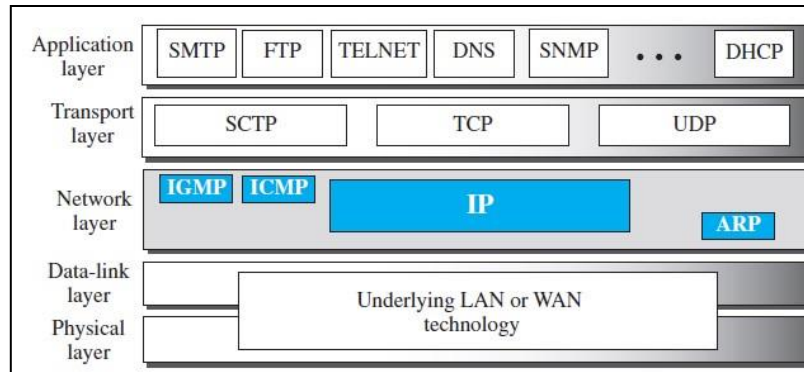 Application layer
SMTP
FTP
TELNET
DNS
SNMP
• • •
DHCP
Transport layer
SCTP
TCP
UDP
Network layer
IGMP
ICMP
IP
ARP
Data-link layer
Physical layer
Underlying LAN or WAN
technology